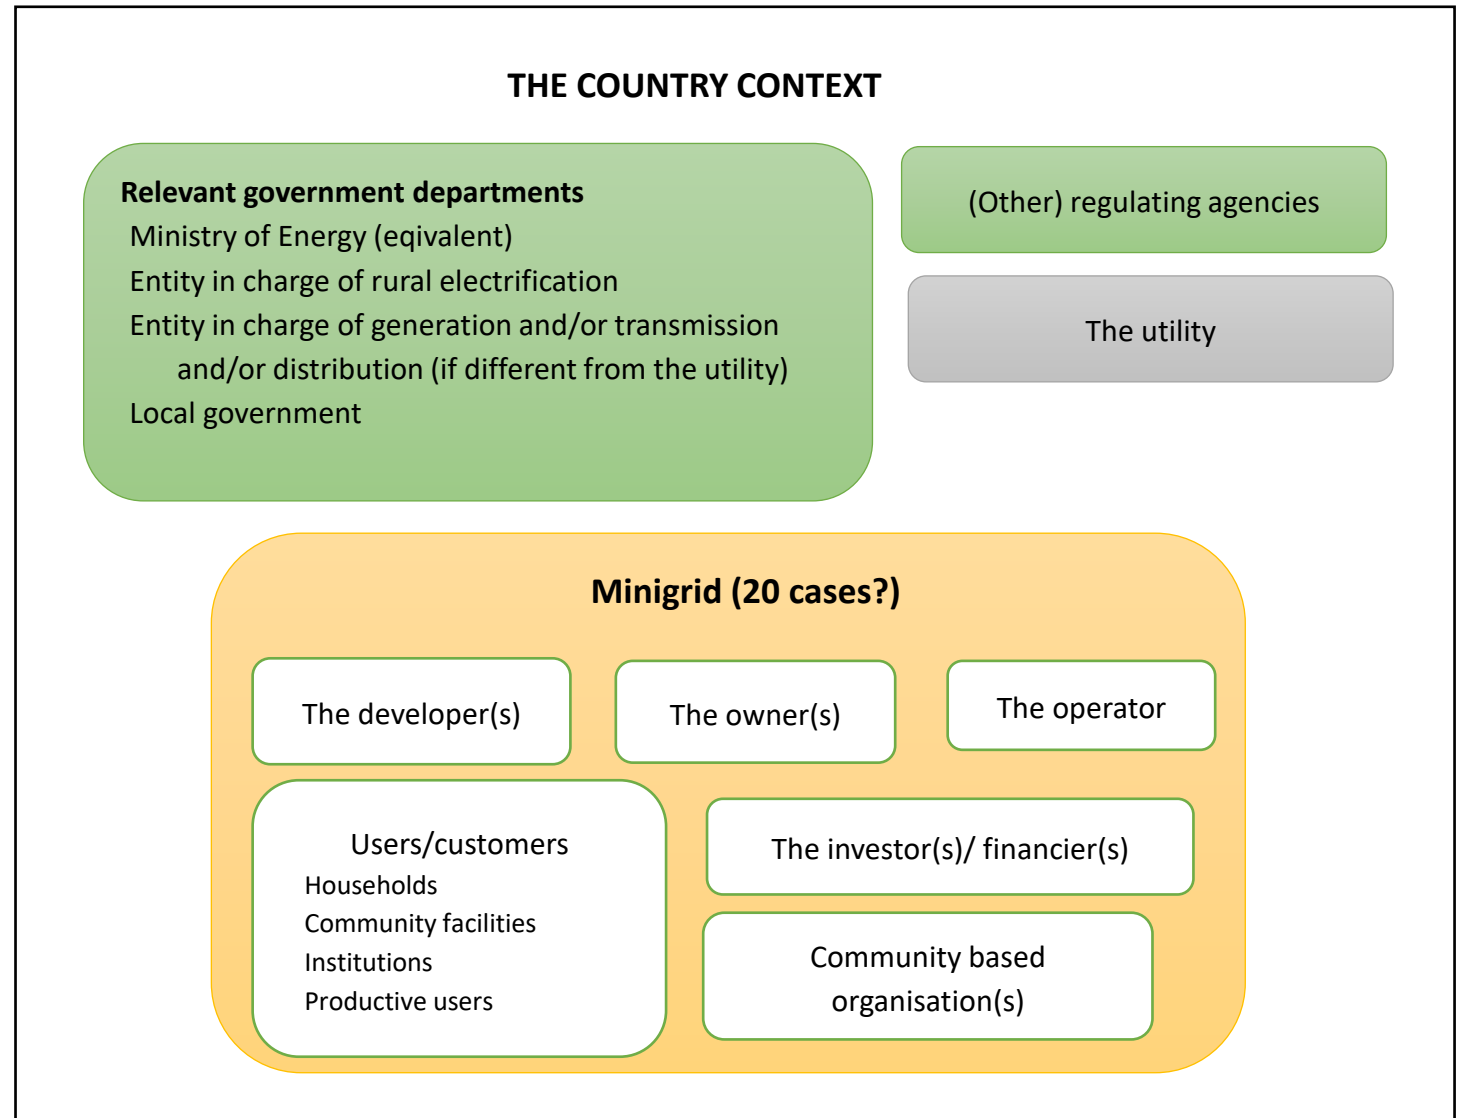 THE COUNTRY CONTEXT
Relevant government departments
Ministry of Energy (eqivalent)
Entity in charge of rural electrification
Entity in charge of generation and/or transmission
and/or distribution (if different from the utility)
Local government
(Other) regulating agencies
The utility
Minigrid (20 cases?)
The developer(s)
The owner(s)
The operator
Users/customers
Households
Community facilities
Institutions
Productive users
The investor(s)/ financier(s)
Community based
organisation(s)